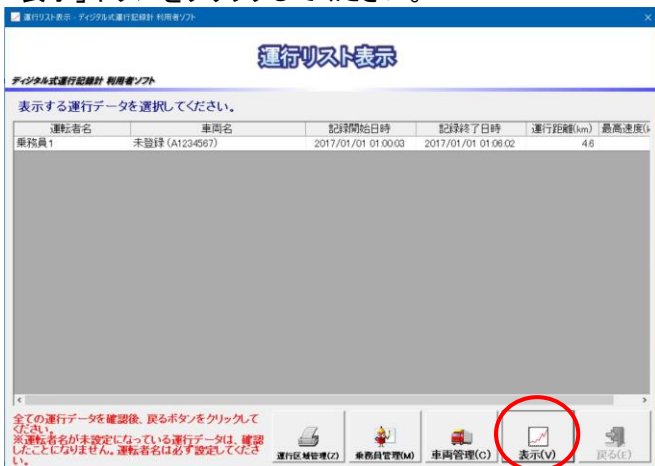 「表示」ボタンをクリックしてください。
運行リスト表示 - ディジタル式運行記録計 利用者ソフト
運行リスト表示
ディジタル式運行記録計 利用者ソフト
表示する運行データを選択してください。
運転者名 車両名 記録開始日時 記録終了日時 運行距離(km) 最高速度(k
乗務員1 未登録 (A1234567) 2017/01/01 01:00:03 2017/01/01 01:06:02 4.6
全ての運行データを確認後、戻るボタンをクリックして
ください。
※運転者名が未設定になっている運行データは、確認
したことになりません。運転者名は必ず設定してくださ
い。
運行区域管理(Z) 乗務員管理(M) 車両管理(C) 表示(V) 戻る(E)